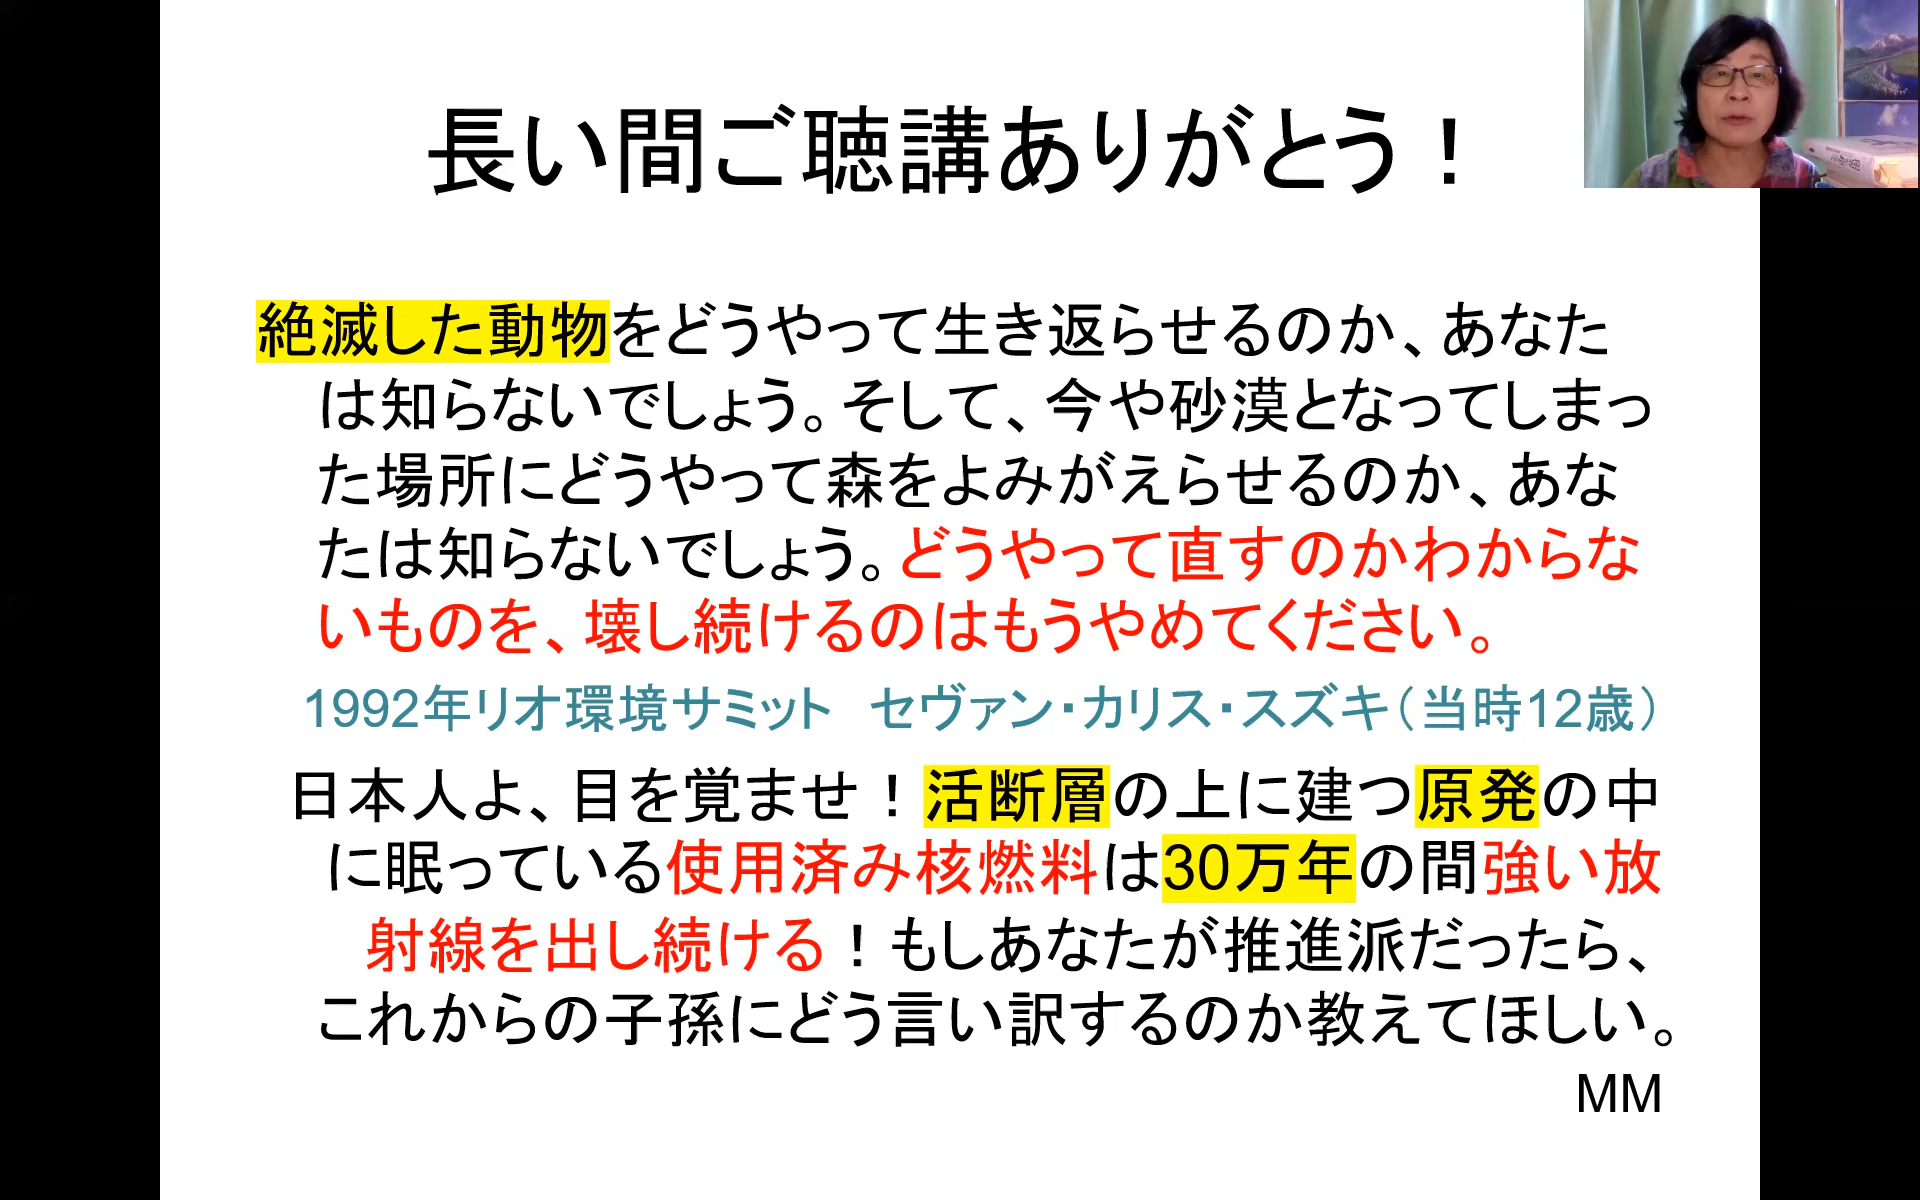 長い間ご聴講ありがとう！
絶滅した動物をどうやって生き返らせるのか、あなた
は知らないでしょう。そして、今や砂漠となってしまっ
た場所にどうやって森をよみがえらせるのか、あな
たは知らないでしょう。どうやって直すのかわからな
いものを、壊し続けるのはもうやめてください。
1992年リオ環境サミット　セヴァン・カリス・スズキ（当時12歳）
日本人よ、目を覚ませ！活断層の上に建つ原発の中
に眠っている使用済み核燃料は30万年の間強い放
射線を出し続ける！もしあなたが推進派だったら、
これからの子孫にどう言い訳するのか教えてほしい。
MM